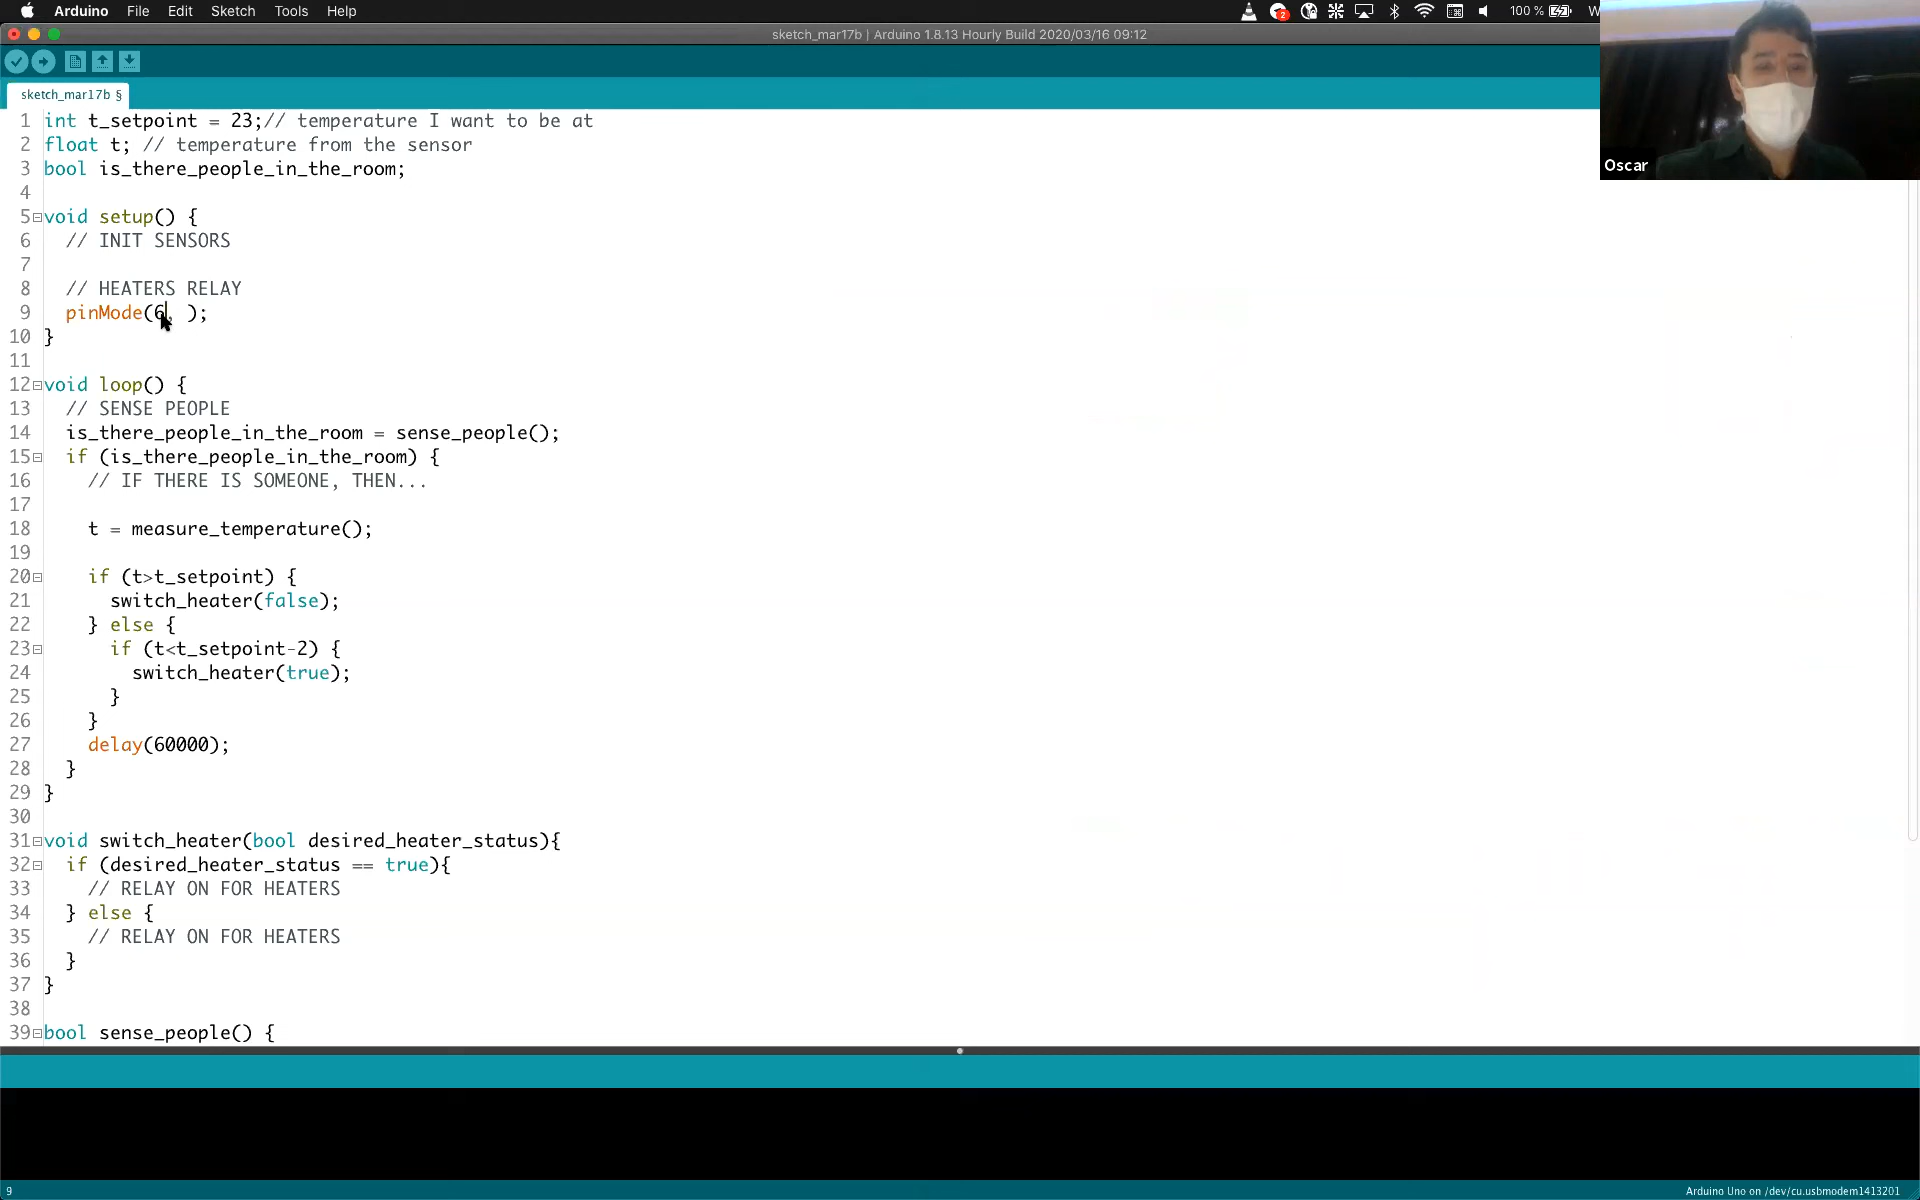 Arduino File Edit Sketch Tools Help
2 100 % W
sketch_mar17b | Arduino 1.8.13 Hourly Build 2020/03/16 09:12
sketch_mar17b §
Oscar
1 int t_setpoint = 23;// temperature I want to be at
2 float t; // temperature from the sensor
3 bool is_there_people_in_the_room;
4
5 void setup() {
6 // INIT SENSORS
7
8 // HEATERS RELAY
9 pinMode(6, );
10 }
11
12 void loop() {
13 // SENSE PEOPLE
14 is_there_people_in_the_room = sense_people();
15 if (is_there_people_in_the_room) {
16 // IF THERE IS SOMEONE, THEN...
17
18 t = measure_temperature();
19
20 if (t>t_setpoint) {
21 switch_heater(false);
22 } else {
23 if (t<t_setpoint-2) {
24 switch_heater(true);
25 }
26 }
27 delay(60000);
28 }
29 }
30
31 void switch_heater(bool desired_heater_status){
32 if (desired_heater_status == true){
33 // RELAY ON FOR HEATERS
34 } else {
35 // RELAY ON FOR HEATERS
36 }
37 }
38
39 bool sense_people() {
9 Arduino Uno on /dev/cu.usbmodem1413201